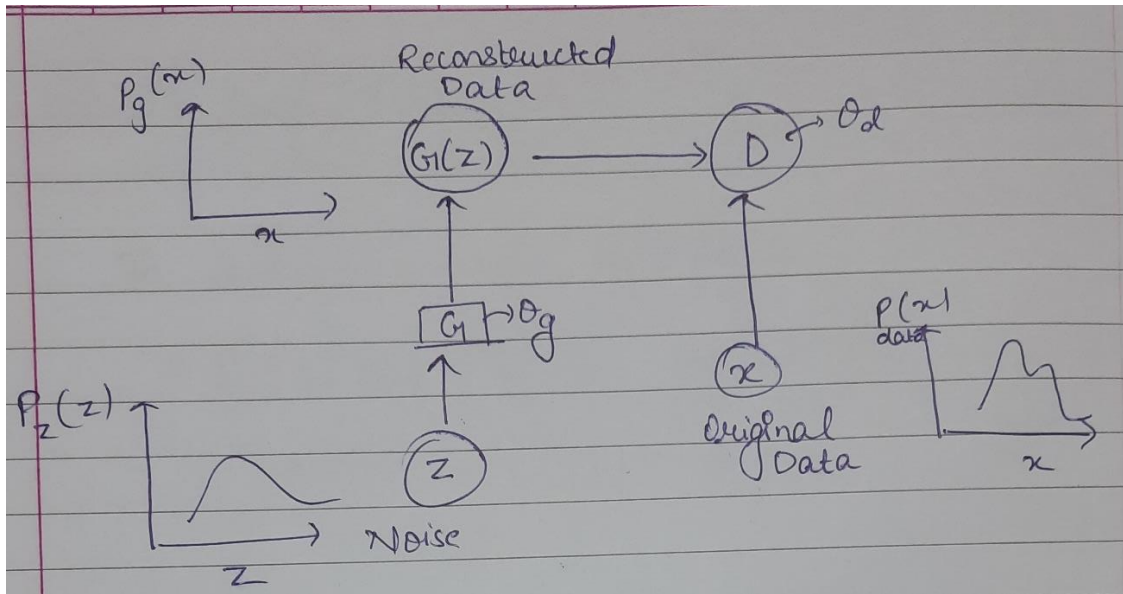 Reconstructed
Data
Pg(x)
G(z)
D
θd
x
G
θg
P(x)
data
x
Pz(z)
z
Original
Data
x
Noise
z